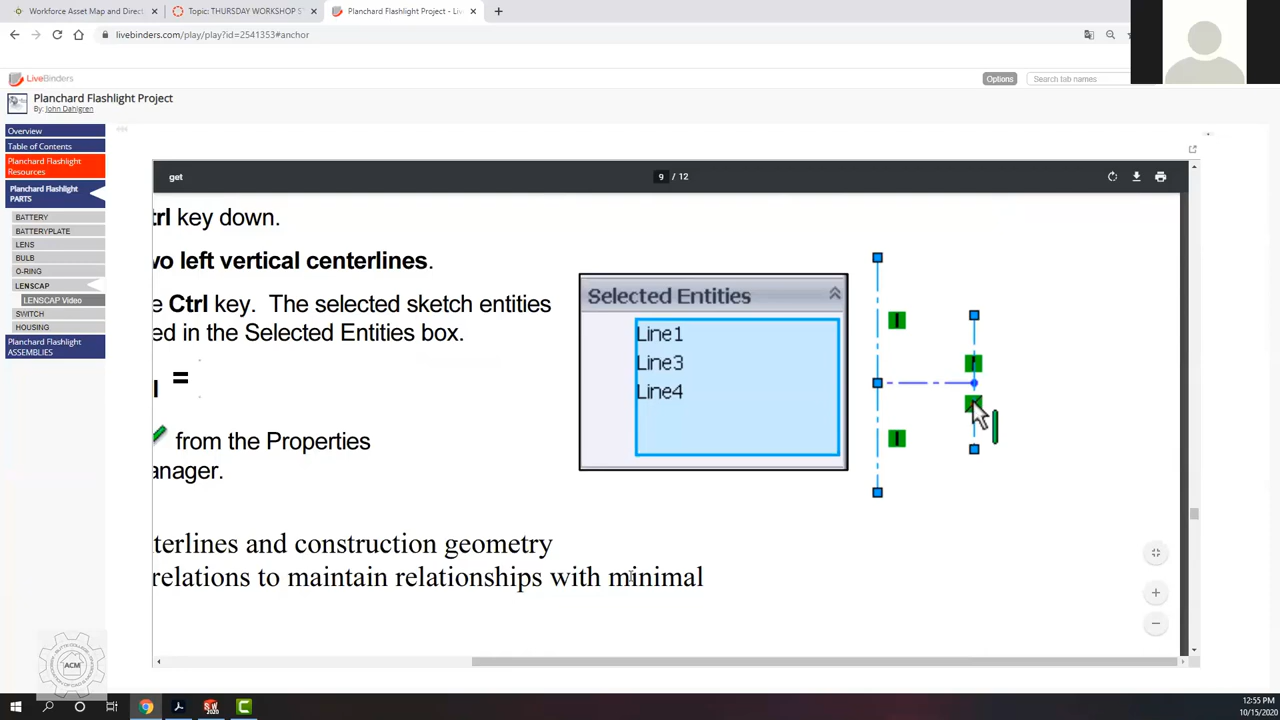 Workforce Asset Map and Direct
Topic: THURSDAY WORKSHOP S
Planchard Flashlight Project - Liv
livebinders.com/play/play?id=2541353#anchor
LiveBinders
Options
Search tab names
Planchard Flashlight Project
By: John Dahlgren
Overview
Table of Contents
Planchard Flashlight
Resources
Planchard Flashlight
PARTS
BATTERY
BATTERYPLATE
LENS
BULB
O-RING
LENSCAP
LENSCAP Video
SWITCH
HOUSING
Planchard Flashlight
ASSEMBLIES
get
9 / 12
trl key down.
vo left vertical centerlines.
e Ctrl key. The selected sketch entities
ed in the Selected Entities box.
l =
from the Properties
anager.
terlines and construction geometry
relations to maintain relationships with minimal
Selected Entities
Line1
Line3
Line4
ACM
12:55 PM
10/15/2020